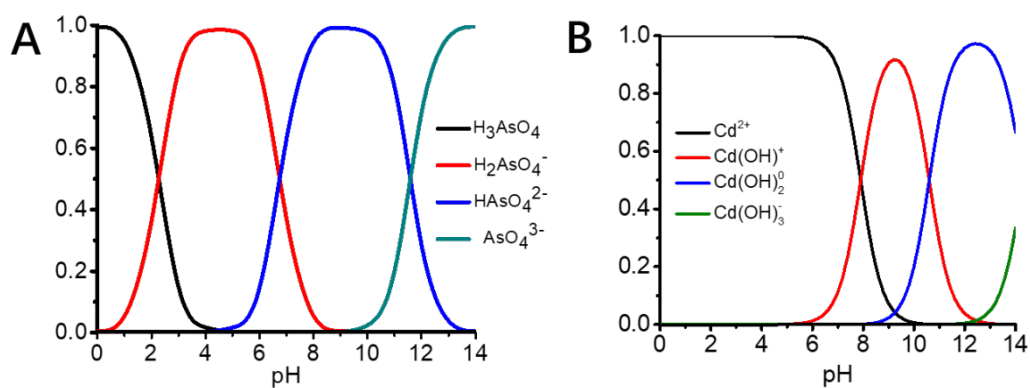 A
1.0
0.8
0.6
0.4
0.2
0.0
0 2 4 6 8 10 12 14
pH
H₃AsO₄
H₂AsO₄⁻
HAsO₄²⁻
AsO₄³⁻
B
1.0
0.8
0.6
0.4
0.2
0.0
0 2 4 6 8 10 12 14
pH
Cd²⁺
Cd(OH)⁺
Cd(OH)₂⁰
Cd(OH)₃⁻